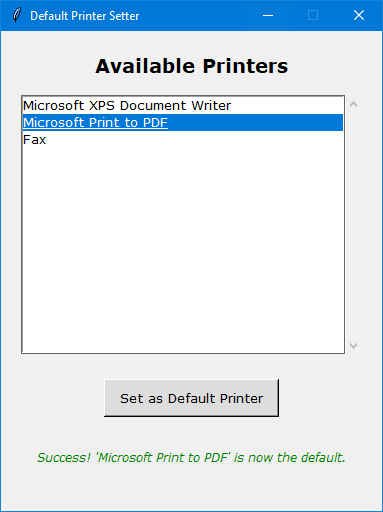 Default Printer Setter
Available Printers
Microsoft XPS Document Writer
Microsoft Print to PDF
Fax
Set as Default Printer
Success! 'Microsoft Print to PDF' is now the default.